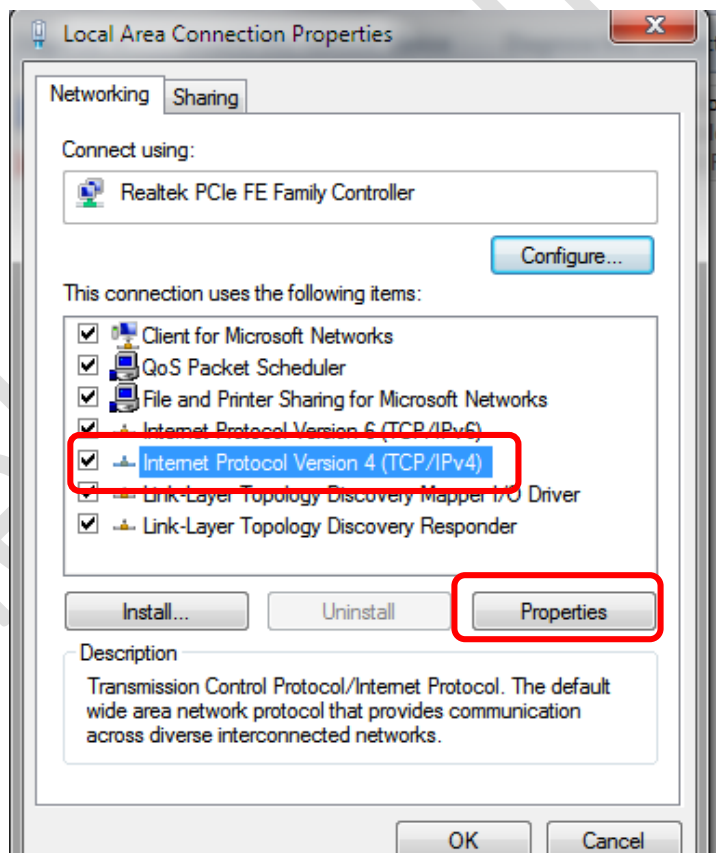 Local Area Connection Properties
Networking
Sharing
Connect using:
Realtek PCIe FE Family Controller
Configure...
This connection uses the following items:
Client for Microsoft Networks
QoS Packet Scheduler
File and Printer Sharing for Microsoft Networks
Internet Protocol Version 6 (TCP/IPv6)
Internet Protocol Version 4 (TCP/IPv4)
Link-Layer Topology Discovery Mapper I/O Driver
Link-Layer Topology Discovery Responder
Install...
Uninstall
Properties
Description
Transmission Control Protocol/Internet Protocol. The default
wide area network protocol that provides communication
across diverse interconnected networks.
OK
Cancel